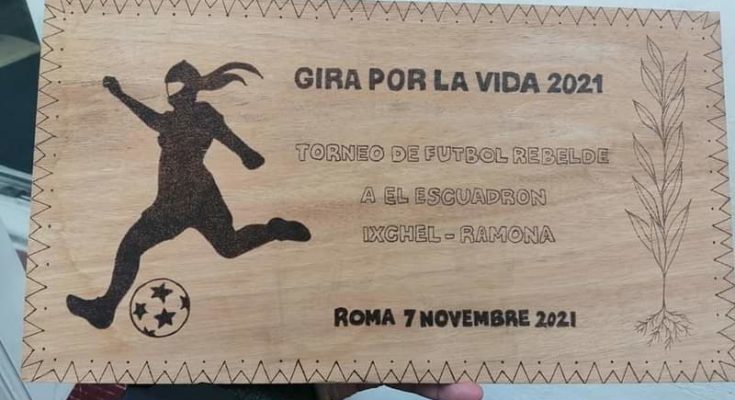 GIRA POR LA VIDA 2021
TORNEO DE FUTBOL REBELDE
A EL ESCUADRON
IXCHEL - RAMONA
ROMA 7 NOVEMBRE 2021